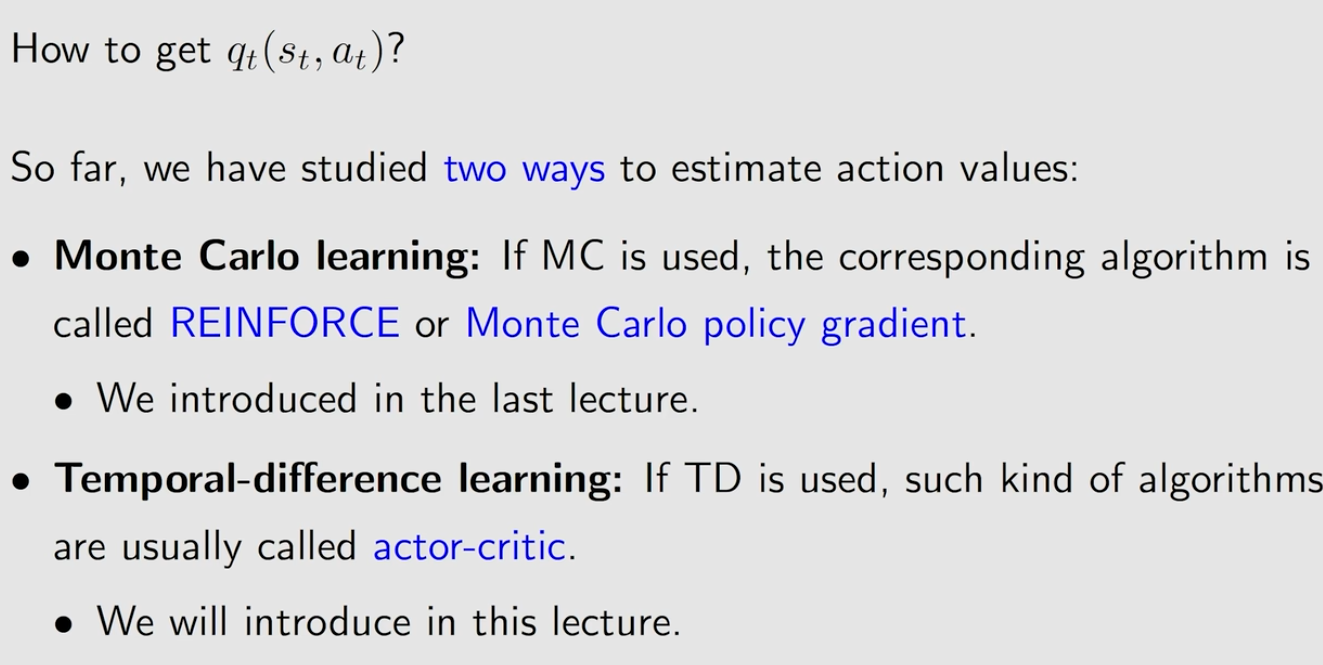 How to get q_t(s_t, a_t)?
So far, we have studied two ways to estimate action values:
• Monte Carlo learning: If MC is used, the corresponding algorithm is
called REINFORCE or Monte Carlo policy gradient.
• We introduced in the last lecture.
• Temporal-difference learning: If TD is used, such kind of algorithms
are usually called actor-critic.
• We will introduce in this lecture.